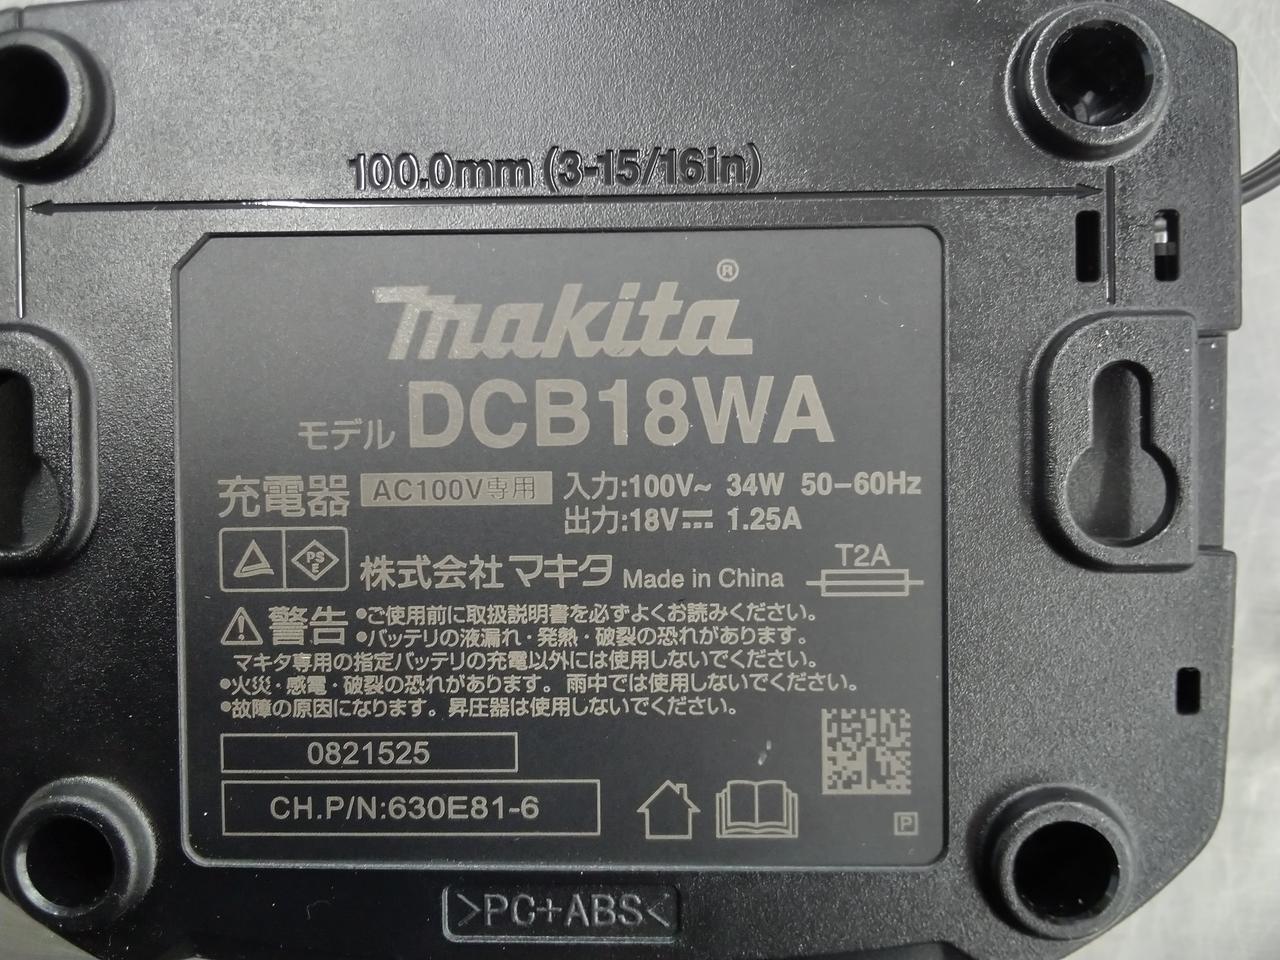 100.0mm (3-15/16in)
makita®
モデル DCB18WA
充電器 AC100V専用 入力:100V~ 34W 50-60Hz
出力:18V⎓ 1.25A
PSE 株式会社マキタ Made in China T2A
警告 •ご使用前に取扱説明書を必ずよくお読みください。
•バッテリの液漏れ・発熱・破裂の恐れがあります。
マキタ専用の指定バッテリの充電以外には使用しないでください。
•火災・感電・破裂の恐れがあります。雨中では使用しないでください。
•故障の原因になります。昇圧器は使用しないでください。
0821525
CH.P/N:630E81-6
P
>PC+ABS<